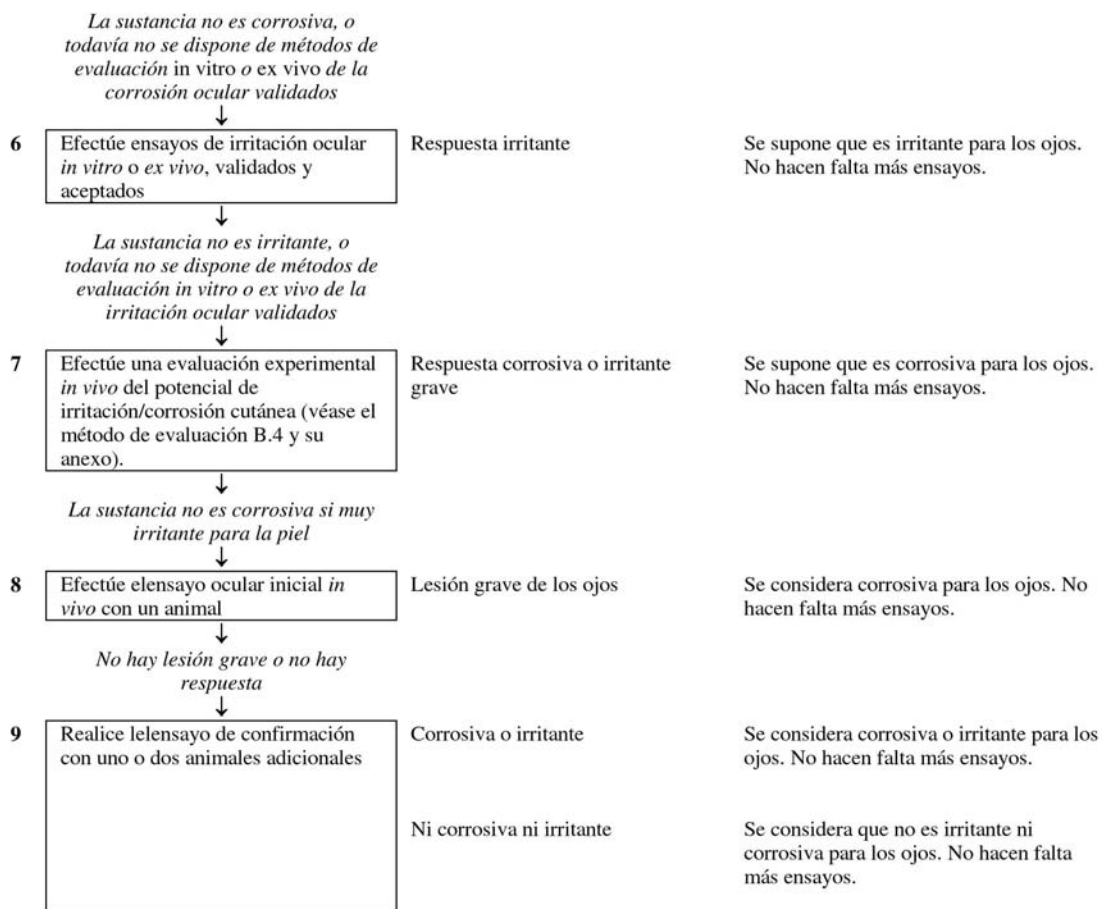 La sustancia no es corrosiva, o
todavía no se dispone de métodos de
evaluación in vitro o ex vivo de la
corrosión ocular validados
↓
6
Efectúe ensayos de irritación ocular
in vitro o ex vivo, validados y
aceptados
Respuesta irritante
Se supone que es irritante para los ojos.
No hacen falta más ensayos.
↓
La sustancia no es irritante, o
todavía no se dispone de métodos de
evaluación in vitro o ex vivo de la
irritación ocular validados
↓
7
Efectúe una evaluación experimental
in vivo del potencial de
irritación/corrosión cutánea (véase el
método de evaluación B.4 y su
anexo).
Respuesta corrosiva o irritante
grave
Se supone que es corrosiva para los ojos.
No hacen falta más ensayos.
↓
La sustancia no es corrosiva si muy
irritante para la piel
↓
8
Efectúe elensayo ocular inicial in
vivo con un animal
Lesión grave de los ojos
Se considera corrosiva para los ojos. No
hacen falta más ensayos.
↓
No hay lesión grave o no hay
respuesta
↓
9
Realice lelensayo de confirmación
con uno o dos animales adicionales
Corrosiva o irritante
Se considera corrosiva o irritante para los
ojos. No hacen falta más ensayos.
Ni corrosiva ni irritante
Se considera que no es irritante ni
corrosiva para los ojos. No hacen falta
más ensayos.